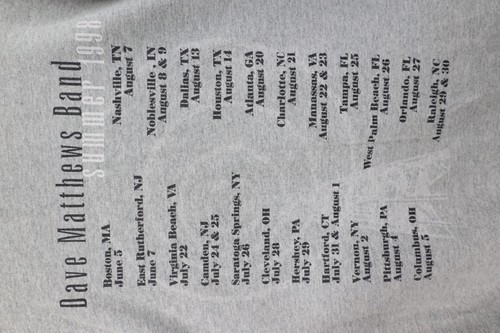 Dave Matthews Band
summer 1998
Boston, MA
June 5
East Rutherford, NJ
June 7
Virginia Beach, VA
July 22
Camden, NJ
July 24 & 25
Saratoga Springs, NY
July 26
Cleveland, OH
July 28
Hershey, PA
July 29
Hartford, CT
July 31 & August 1
Vernon, NY
August 2
Pittsburgh, PA
August 4
Columbus, OH
August 5
Nashville, TN
August 7
Noblesville, IN
August 8 & 9
Dallas, TX
August 13
Houston, TX
August 14
Atlanta, GA
August 20
Charlotte, NC
August 21
Manassas, VA
August 22 & 23
Tampa, FL
August 25
West Palm Beach, FL
August 26
Orlando, FL
August 27
Raleigh, NC
August 29 & 30